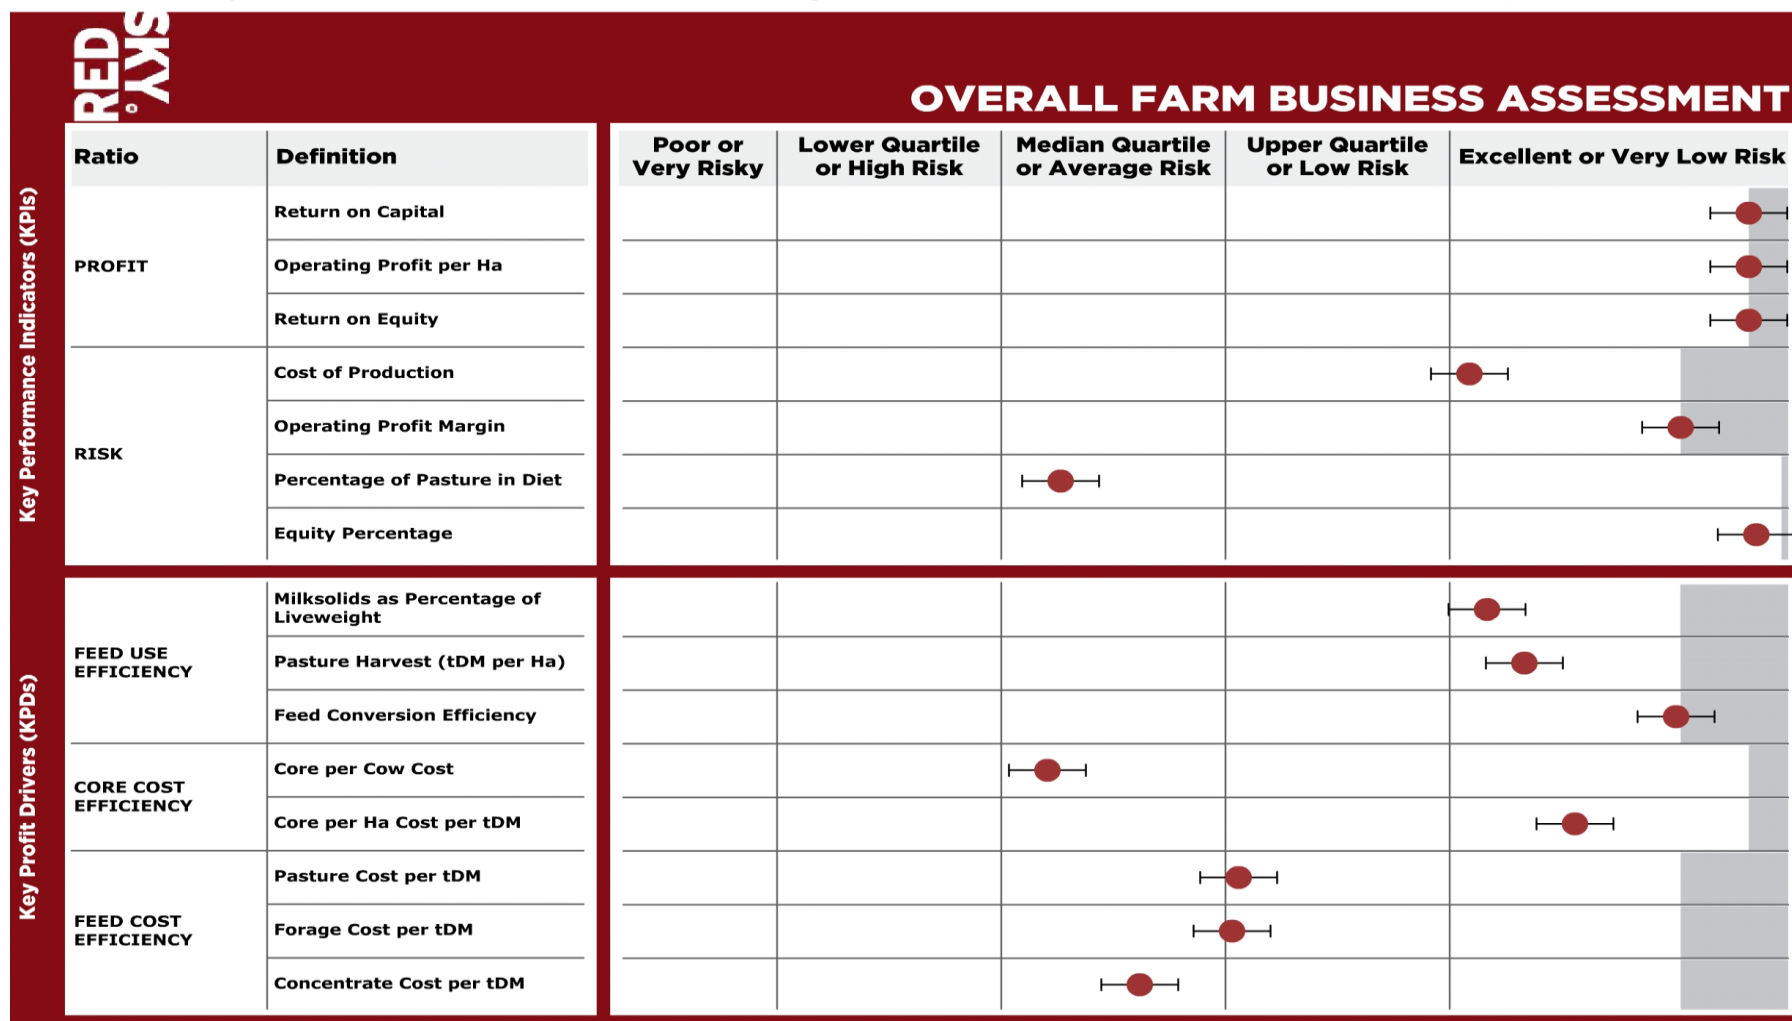 RED
SKY®
OVERALL FARM BUSINESS ASSESSMENT
Ratio
Definition
Poor or
Very Risky
Lower Quartile
or High Risk
Median Quartile
or Average Risk
Upper Quartile
or Low Risk
Excellent or Very Low Risk
Key Performance Indicators (KPIs)
PROFIT
Return on Capital
Operating Profit per Ha
Return on Equity
RISK
Cost of Production
Operating Profit Margin
Percentage of Pasture in Diet
Equity Percentage
Key Profit Drivers (KPDs)
FEED USE
EFFICIENCY
Milksolids as Percentage of
Liveweight
Pasture Harvest (tDM per Ha)
Feed Conversion Efficiency
CORE COST
EFFICIENCY
Core per Cow Cost
Core per Ha Cost per tDM
FEED COST
EFFICIENCY
Pasture Cost per tDM
Forage Cost per tDM
Concentrate Cost per tDM